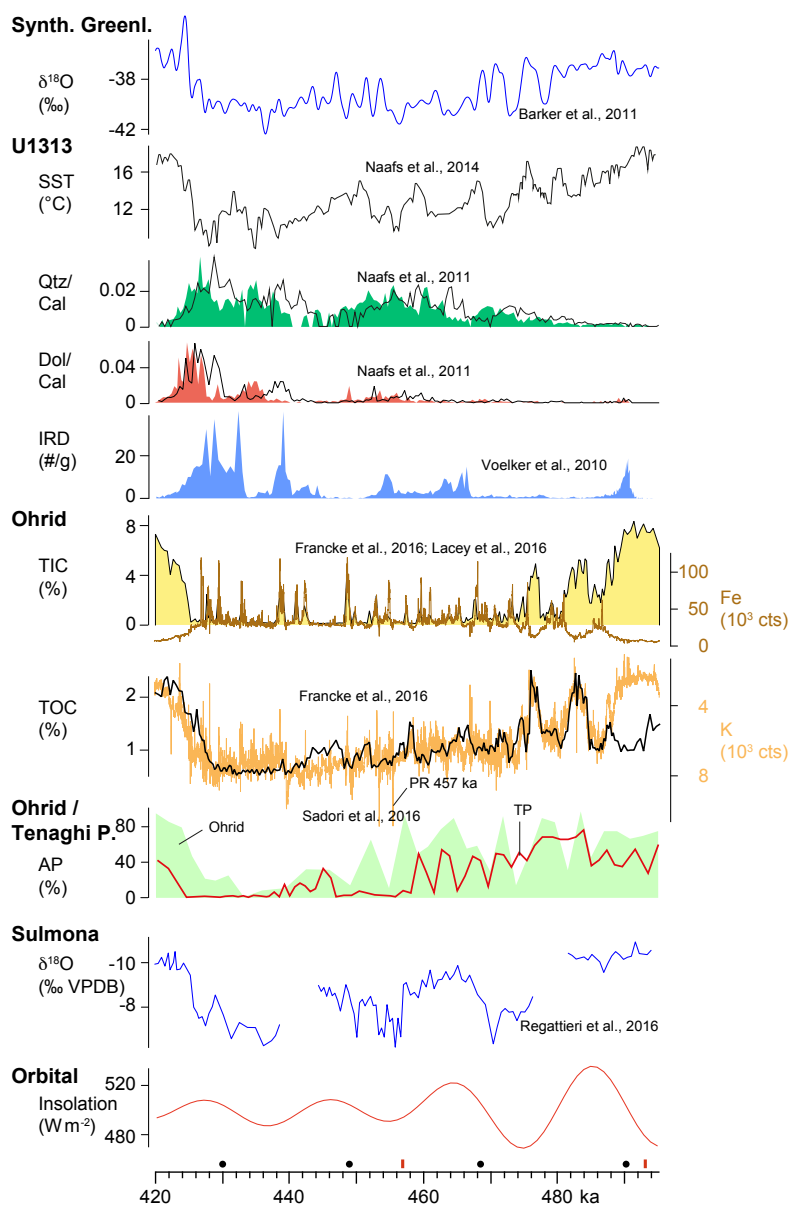 Synth. Greenl.
δ18O
(‰)
-38
-42
Barker et al., 2011
U1313
SST
(°C)
16
12
Naafs et al., 2014
Qtz/
Cal
0.02
0
Naafs et al., 2011
Dol/
Cal
0.04
0
Naafs et al., 2011
IRD
(#/g)
20
0
Voelker et al., 2010
Ohrid
TIC
(%)
8
4
0
Francke et al., 2016; Lacey et al., 2016
100
50
0
Fe
(10³ cts)
TOC
(%)
2
1
Francke et al., 2016
4
8
K
(10³ cts)
PR 457 ka
Ohrid /
Tenaghi P.
AP
(%)
80
40
0
Ohrid
Sadori et al., 2016
TP
Sulmona
δ18O
(‰ VPDB)
-10
-8
Regattieri et al., 2016
Orbital
Insolation
(W m-2)
520
480
420 440 460 480 ka